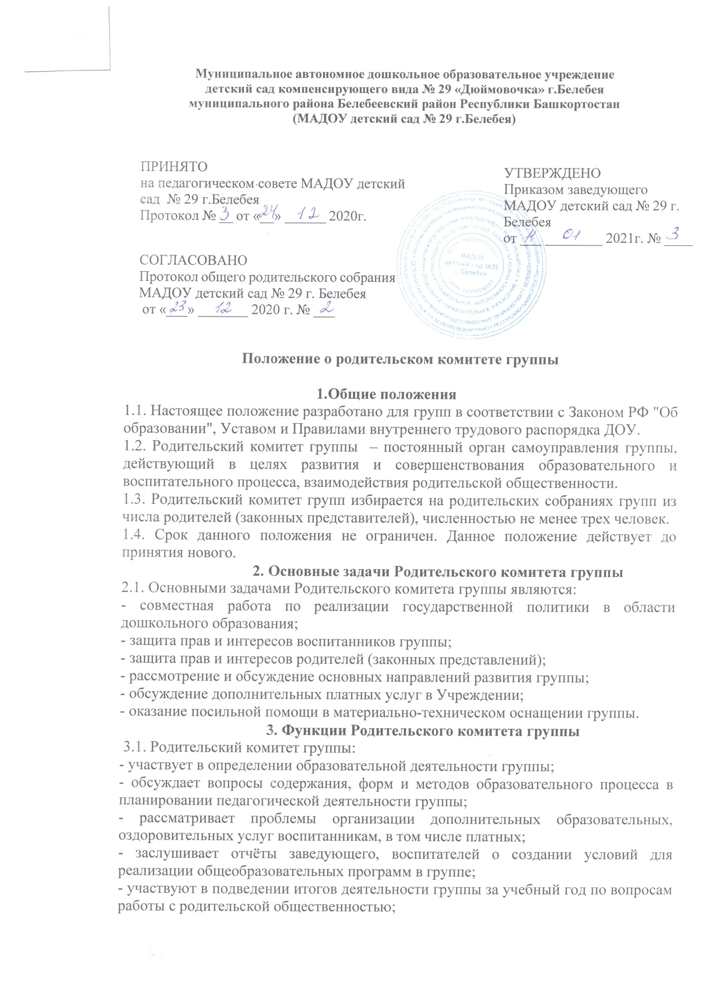 Муниципальное автономное дошкольное образовательное учреждение
детский сад компенсирующего вида № 29 «Дюймовочка» г.Белебея
муниципального района Белебеевский район Республики Башкортостан
(МАДОУ детский сад № 29 г.Белебея)
ПРИНЯТО
на педагогическом совете МАДОУ детский
сад № 29 г.Белебея
Протокол № 3 от «24» 12 2020г.
УТВЕРЖДЕНО
Приказом заведующего
МАДОУ детский сад № 29 г.
Белебея
от 11 01 2021г. № 3
СОГЛАСОВАНО
Протокол общего родительского собрания
МАДОУ детский сад № 29 г. Белебея
от «23» 12 2020 г. № 2
МАДОУ
детский сад №29
г. Белебея
Положение о родительском комитете группы
1.Общие положения
1.1. Настоящее положение разработано для групп в соответствии с Законом РФ "Об
образовании", Уставом и Правилами внутреннего трудового распорядка ДОУ.
1.2. Родительский комитет группы – постоянный орган самоуправления группы,
действующий в целях развития и совершенствования образовательного и
воспитательного процесса, взаимодействия родительской общественности.
1.3. Родительский комитет групп избирается на родительских собраниях групп из
числа родителей (законных представителей), численностью не менее трех человек.
1.4. Срок данного положения не ограничен. Данное положение действует до
принятия нового.
2. Основные задачи Родительского комитета группы
2.1. Основными задачами Родительского комитета группы являются:
- совместная работа по реализации государственной политики в области
дошкольного образования;
- защита прав и интересов воспитанников группы;
- защита прав и интересов родителей (законных представлений);
- рассмотрение и обсуждение основных направлений развития группы;
- обсуждение дополнительных платных услуг в Учреждении;
- оказание посильной помощи в материально-техническом оснащении группы.
3. Функции Родительского комитета группы
3.1. Родительский комитет группы:
- участвует в определении образовательной деятельности группы;
- обсуждает вопросы содержания, форм и методов образовательного процесса в
планировании педагогической деятельности группы;
- рассматривает проблемы организации дополнительных образовательных,
оздоровительных услуг воспитанникам, в том числе платных;
- заслушивает отчёты заведующего, воспитателей о создании условий для
реализации общеобразовательных программ в группе;
- участвуют в подведении итогов деятельности группы за учебный год по вопросам
работы с родительской общественностью;